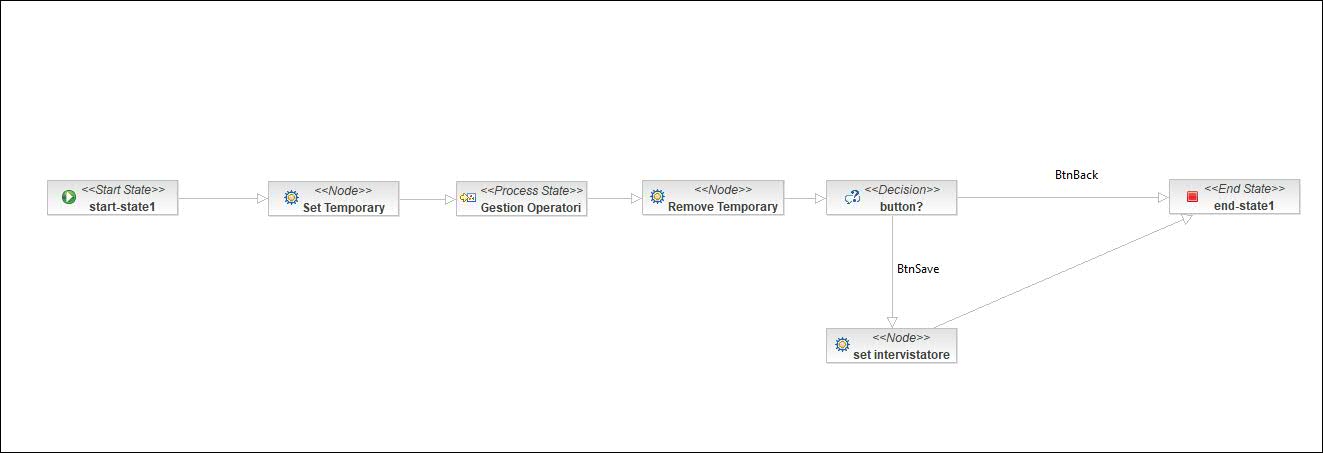 <<Start State>>
start-state1
<<Node>>
Set Temporary
<<Process State>>
Gestion Operatori
<<Node>>
Remove Temporary
<<Decision>>
button?
BtnBack
<<End State>>
end-state1
BtnSave
<<Node>>
set intervistatore